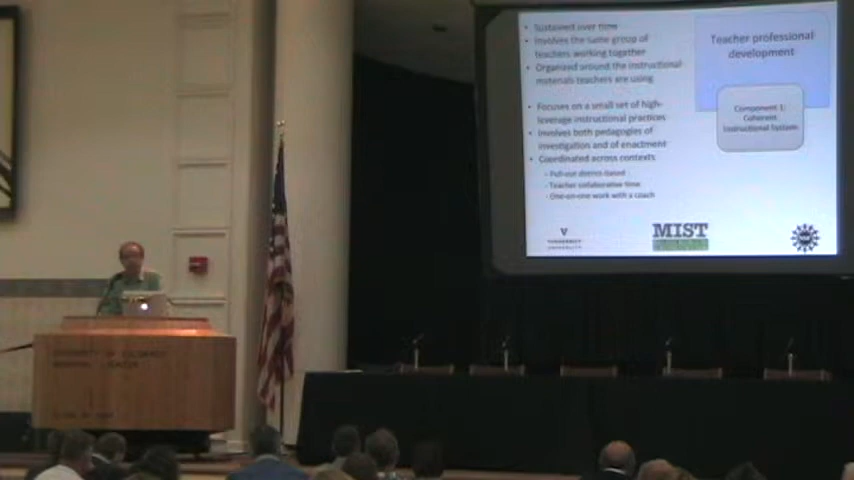 • Sustained over time
• Involves the same group of
teachers working together
• Organized around the instructional
materials teachers are using
• Focuses on a small set of high-
leverage instructional practices
• Involves both pedagogies of
investigation and of enactment
• Coordinated across contexts
– Pull-out district-based
– Teacher collaborative time
– One-on-one work with a coach
Teacher professional
development
Component 1:
Coherent
Instructional System
V
VANDERBILT
UNIVERSITY
MIST